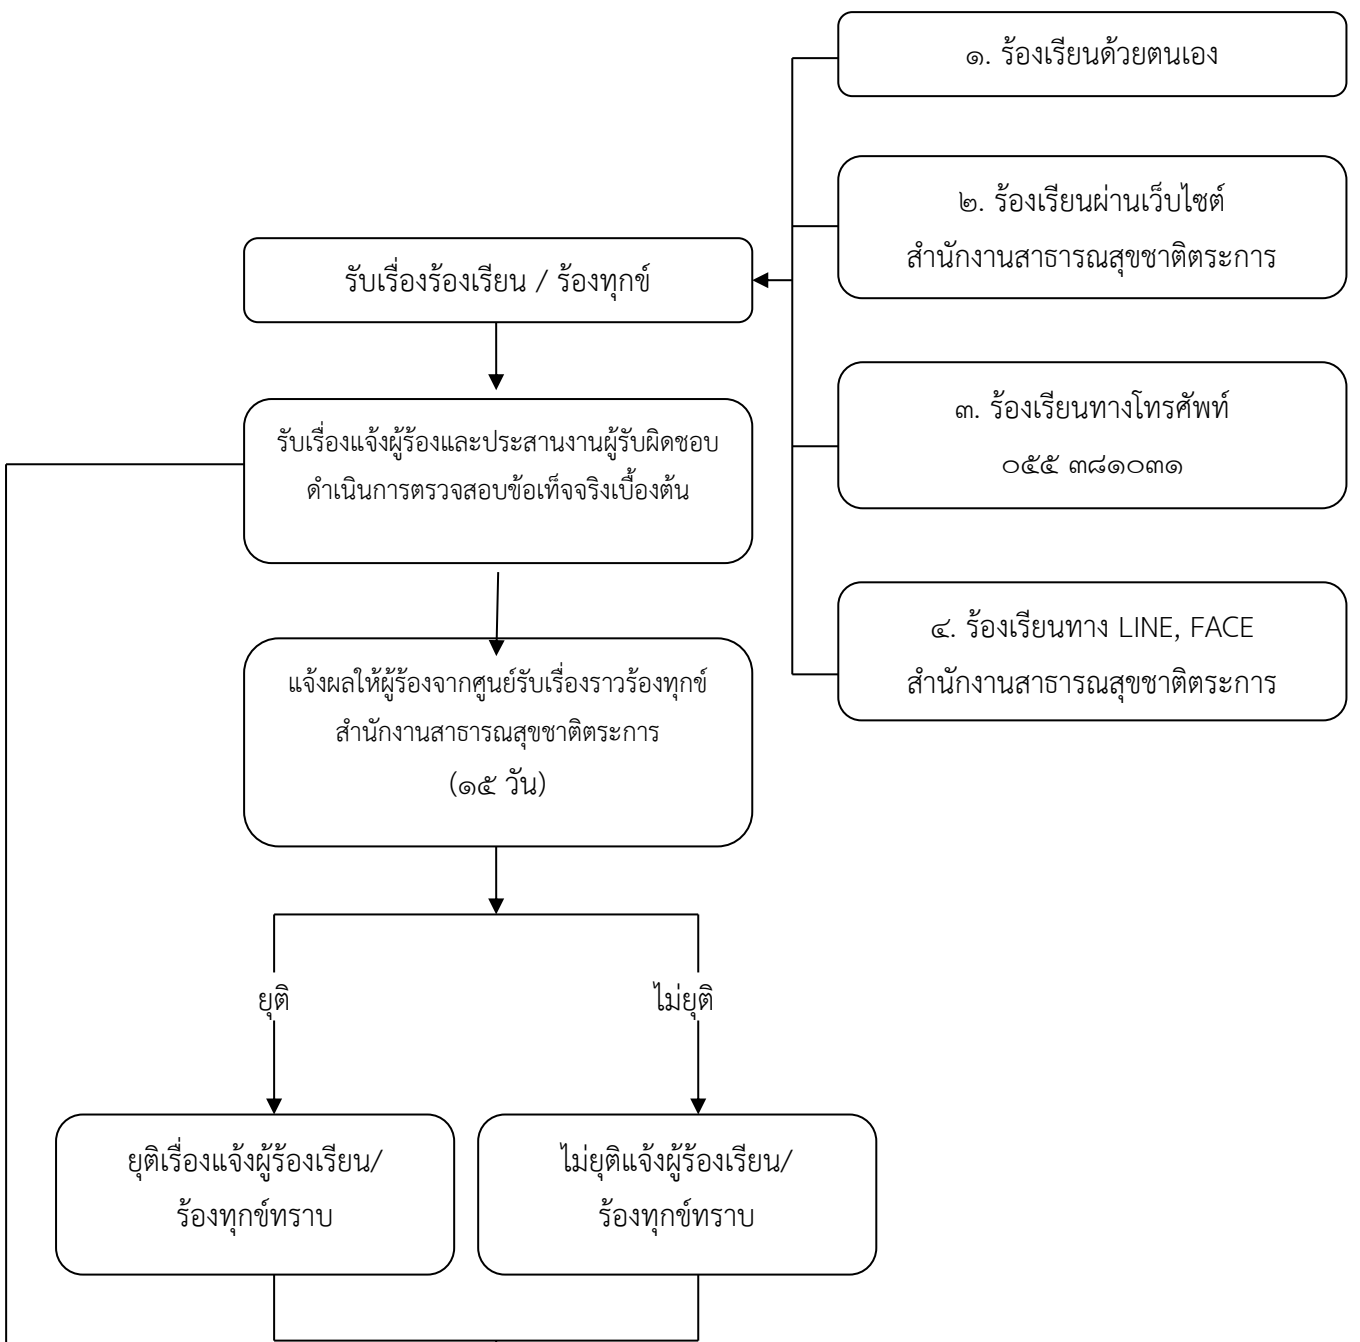 ๑. ร้องเรียนด้วยตนเอง
๒. ร้องเรียนผ่านเว็บไซต์
สำนักงานสาธารณสุขชาติตระการ
รับเรื่องร้องเรียน / ร้องทุกข์
๓. ร้องเรียนทางโทรศัพท์
๐๕๕ ๓๘๑๐๓๑
รับเรื่องแจ้งผู้ร้องและประสานงานผู้รับผิดชอบ
ดำเนินการตรวจสอบข้อเท็จจริงเบื้องต้น
๔. ร้องเรียนทาง LINE, FACE
สำนักงานสาธารณสุขชาติตระการ
แจ้งผลให้ผู้ร้องจากศูนย์รับเรื่องราวร้องทุกข์
สำนักงานสาธารณสุขชาติตระการ
(๑๕ วัน)
ยุติ
ไม่ยุติ
ยุติเรื่องแจ้งผู้ร้องเรียน/
ร้องทุกข์ทราบ
ไม่ยุติแจ้งผู้ร้องเรียน/
ร้องทุกข์ทราบ